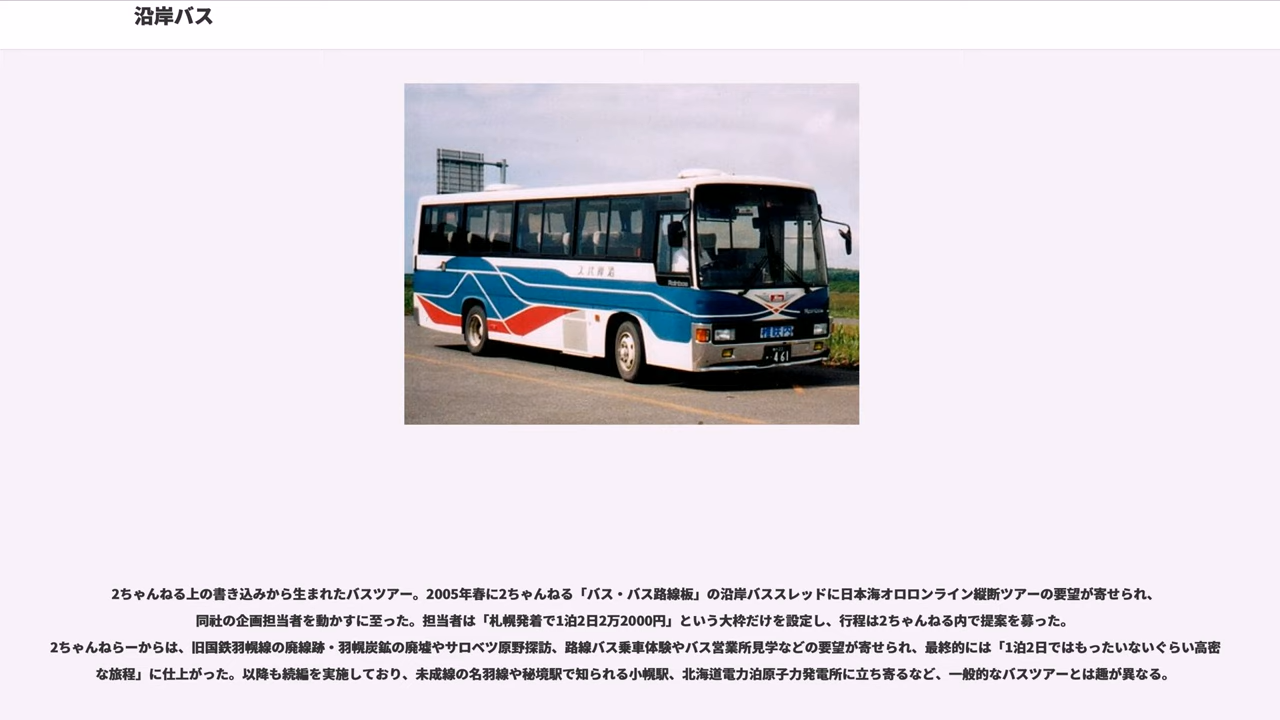 沿岸バス
スバ岸沿
461
2ちゃんねる上の書き込みから生まれたバスツアー。2005年春に2ちゃんねる「バス・バス路線板」の沿岸バススレッドに日本海オロロンライン縦断ツアーの要望が寄せられ、
同社の企画担当者を動かすに至った。担当者は「札幌発着で1泊2日2万2000円」という大枠だけを設定し、行程は2ちゃんねる内で提案を募った。
2ちゃんねらーからは、旧国鉄羽幌線の廃線跡・羽幌炭鉱の廃墟やサロベツ原野探訪、路線バス乗車体験やバス営業所見学などの要望が寄せられ、最終的には「1泊2日ではもったいないぐらい高密
な旅程」に仕上がった。以降も続編を実施しており、未成線の名羽線や秘境駅で知られる小幌駅、北海道電力泊原子力発電所に立ち寄るなど、一般的なバスツアーとは趣が異なる。